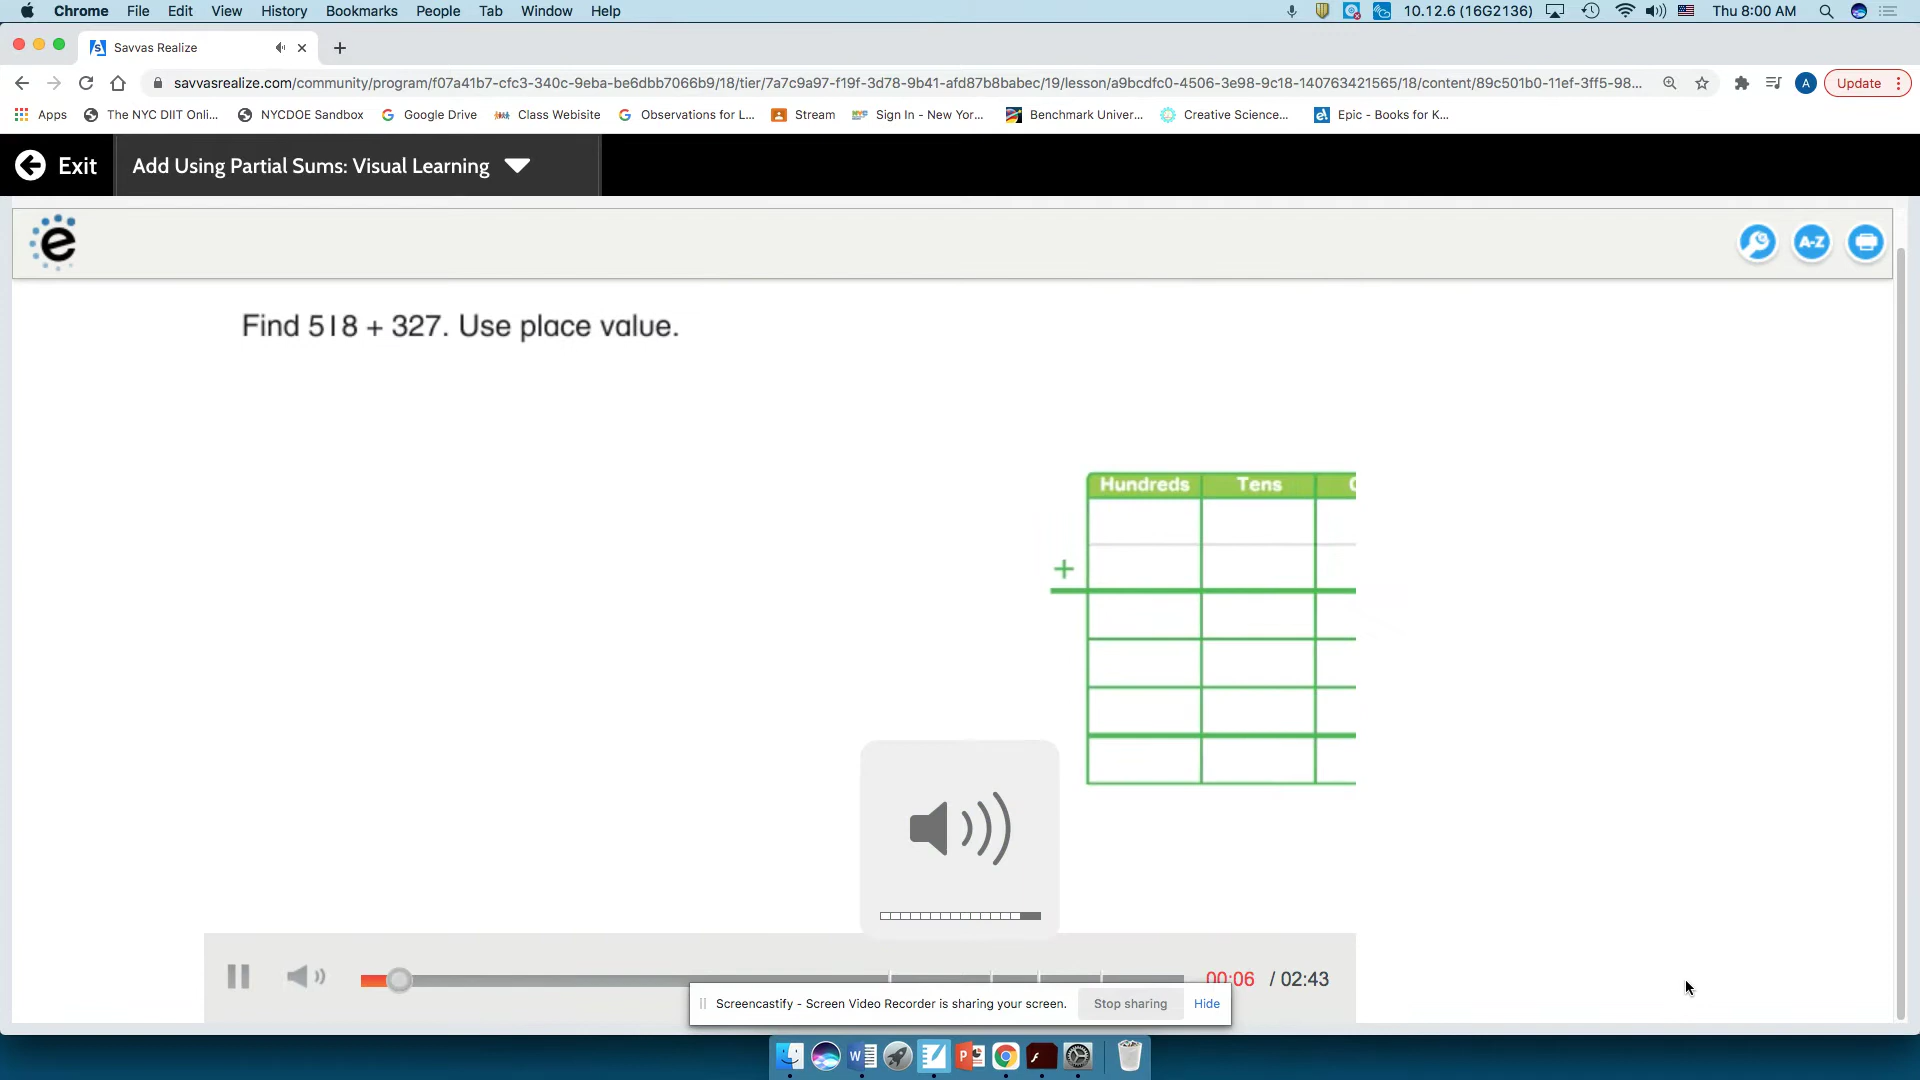 Chrome File Edit View History Bookmarks People Tab Window Help 10.12.6 (16G2136) Thu 8:00 AM
Savvas Realize
savvasrealize.com/community/program/f07a41b7-cfc3-340c-9eba-be6dbb7066b9/18/tier/7a7c9a97-f19f-3d78-9b41-afd87b8babec/19/lesson/a9bcdfc0-4506-3e98-9c18-140763421565/18/content/89c501b0-11ef-3ff5-98... A Update
Apps The NYC DIIT Onli... NYCDOE Sandbox Google Drive Class Webisite Observations for L... Stream Sign In - New Yor... Benchmark Univer... Creative Science... Epic - Books for K...
Exit Add Using Partial Sums: Visual Learning
e A-Z
Find 518 + 327. Use place value.
Hundreds Tens
+
00:06 / 02:43
Screencastify - Screen Video Recorder is sharing your screen. Stop sharing Hide